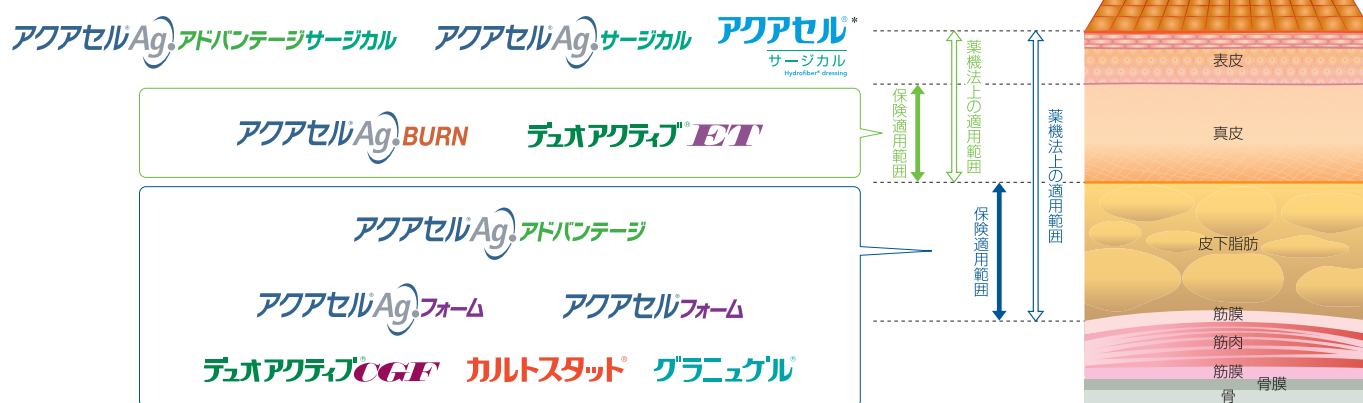 アクアセル®Ag.アドバンテージサージカル
アクアセル®Ag.サージカル
アクアセル®*
サージカル
Hydrofiber® dressing
アクアセル®Ag.BURN
デュオアクティブ®ET
アクアセル®Ag.アドバンテージ
アクアセル®Ag.フォーム
アクアセル®フォーム
デュオアクティブ®CGF
カルトスタット®
グラニュゲル®
保険適用範囲
薬機法上の適用範囲
保険適用範囲
薬機法上の適用範囲
表皮
真皮
皮下脂肪
筋膜
筋肉
筋膜
骨膜
骨